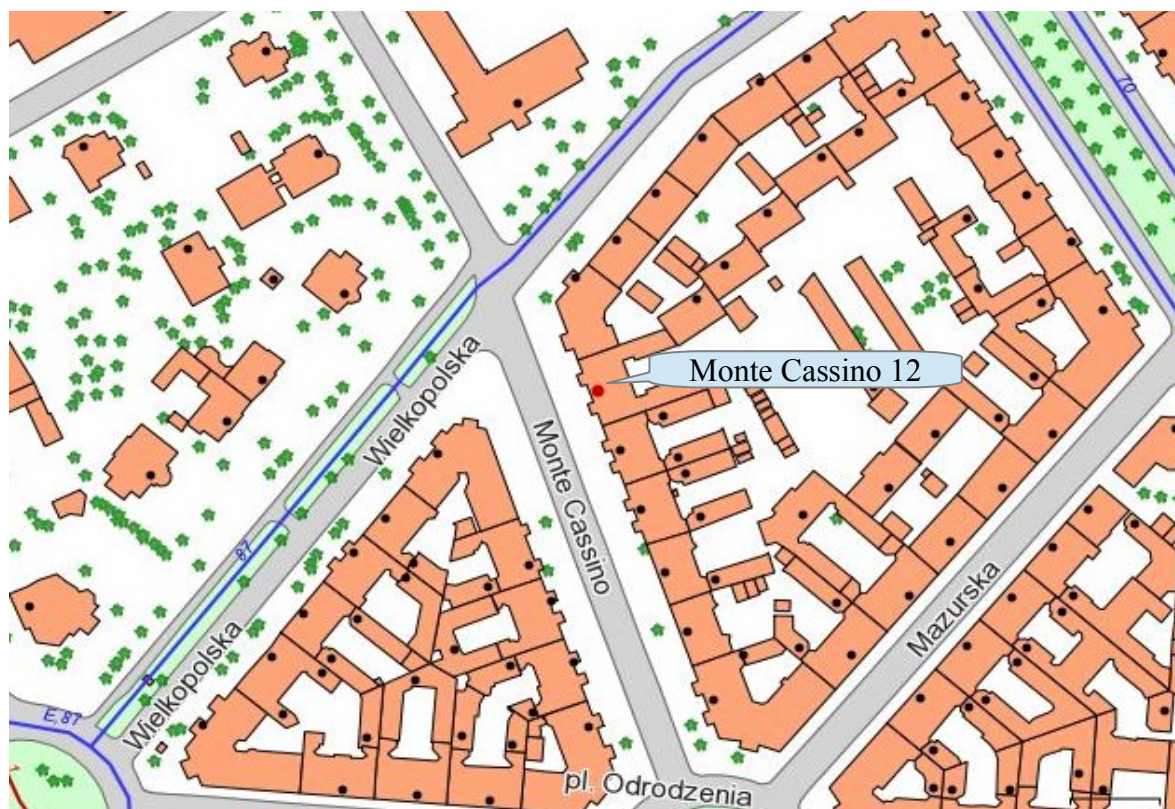 70
Monte Cassino 12
Wielkopolska
Monte Cassino
87
Mazurska
Wielkopolska
E,87
pl. Odrodzenia